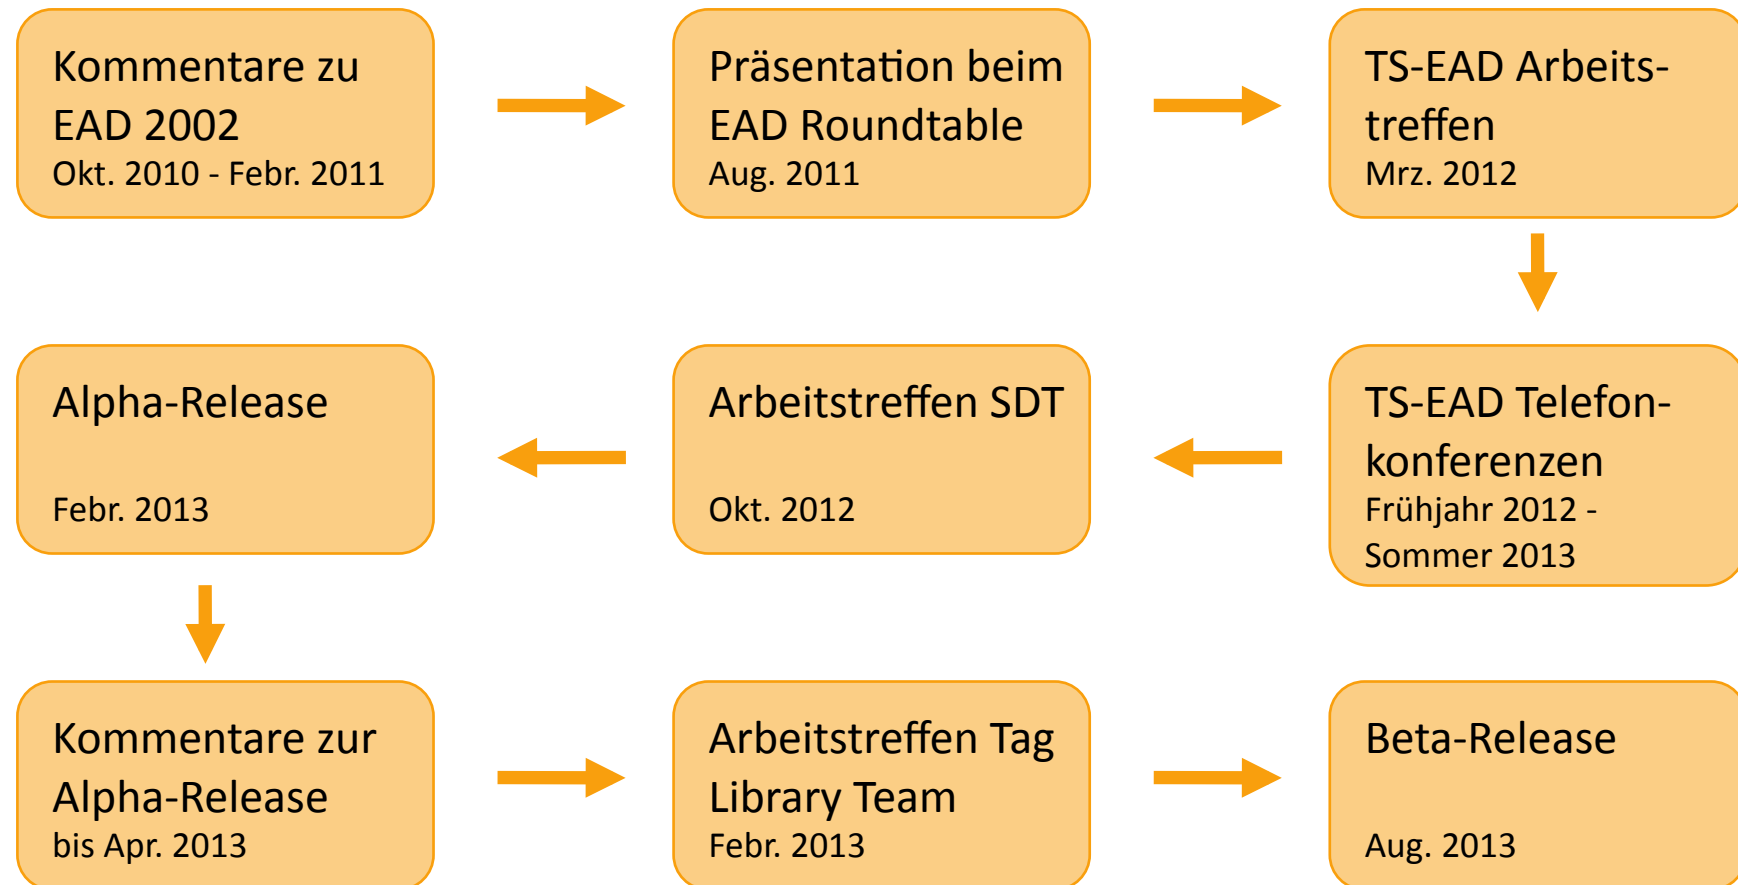 Kommentare zu
EAD 2002
Okt. 2010 - Febr. 2011
Präsentation beim
EAD Roundtable
Aug. 2011
TS-EAD Arbeits-
treffen
Mrz. 2012
TS-EAD Telefon-
konferenzen
Frühjahr 2012 -
Sommer 2013
Arbeitstreffen SDT
Okt. 2012
Alpha-Release
Febr. 2013
Kommentare zur
Alpha-Release
bis Apr. 2013
Arbeitstreffen Tag
Library Team
Febr. 2013
Beta-Release
Aug. 2013